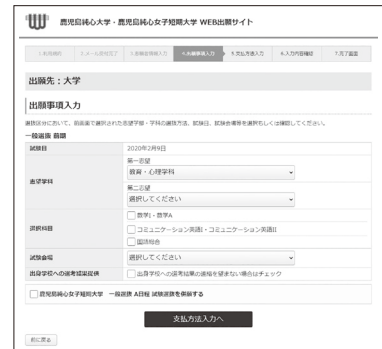 鹿児島純心大学・鹿児島純心女子短期大学 WEB出願サイト
1.利用規約 2.メール送信完了 3.志願者情報入力 4.出願事項入力 5.支払方法入力 6.入力内容確認 7.完了画面
出願先：大学
出願事項入力
選抜区分において、前画面で選択された志望学部・学科の選抜方法、試験日、試験会場等を選択もしくは確認してください。
一般選抜 前期
試験日 2020年2月9日
志望学科
第一志望
教育・心理学科
第二志望
選択してください
選択科目
数学I・数学A
コミュニケーション英語I・コミュニケーション英語II
国語総合
試験会場 選択してください
出身学校への選考結果提供 出身学校への選考結果の連絡を望まない場合はチェック
鹿児島純心女子短期大学 一般選抜 A日程 試験選抜を併願する
支払方法入力へ
前に戻る